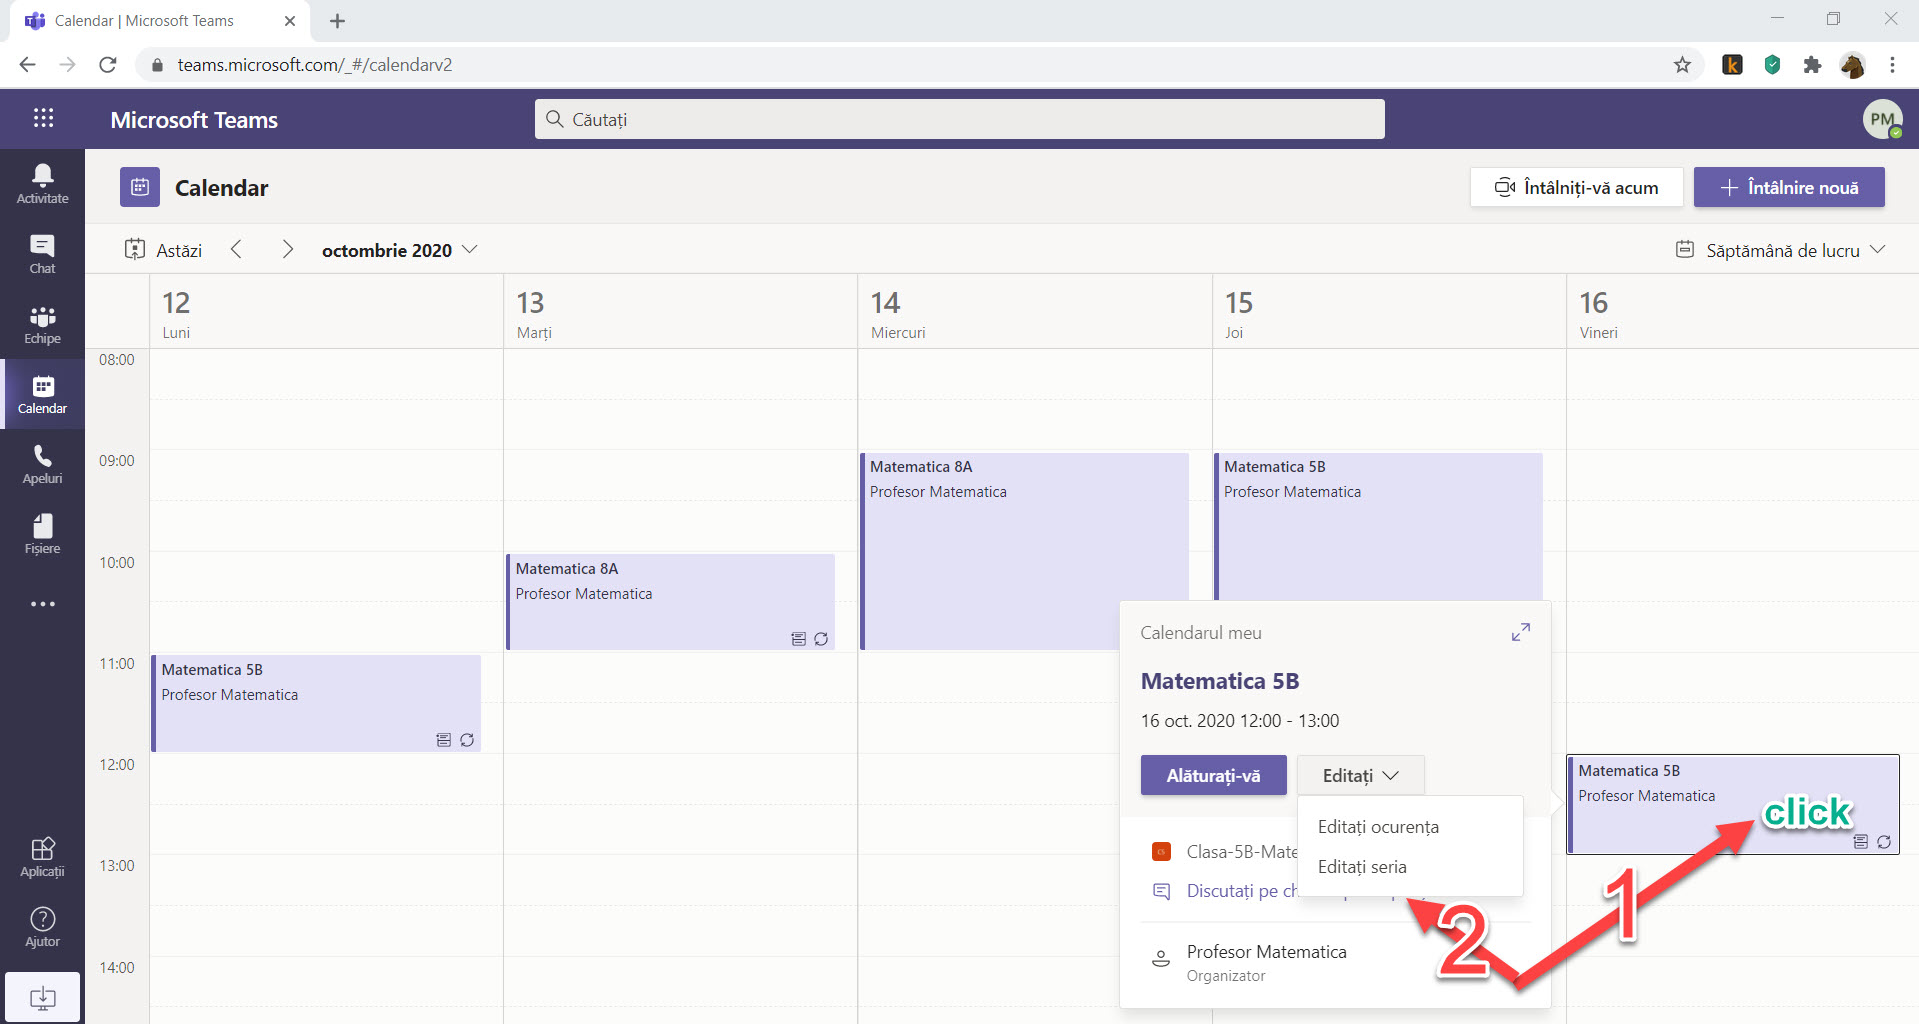 Calendar | Microsoft Teams
teams.microsoft.com/_#/calendarv2
k
Microsoft Teams
Căutați
PM
Calendar
Întâlniți-vă acum
Întâlnire nouă
Astăzi
octombrie 2020
Săptămână de lucru
Activitate
Chat
Echipe
Calendar
Apeluri
Fișiere
Aplicații
Ajutor
12
Luni
13
Marți
14
Miercuri
15
Joi
16
Vineri
08:00
09:00
10:00
11:00
12:00
13:00
14:00
Matematica 5B
Profesor Matematica
Matematica 8A
Profesor Matematica
Matematica 8A
Profesor Matematica
Matematica 5B
Profesor Matematica
Matematica 5B
Profesor Matematica
click
1
2
Calendarul meu
Matematica 5B
16 oct. 2020 12:00 - 13:00
Alăturați-vă
Editați
Editați ocurența
Editați seria
Clasa-5B-Mate
Discutați pe ch
Profesor Matematica
Organizator